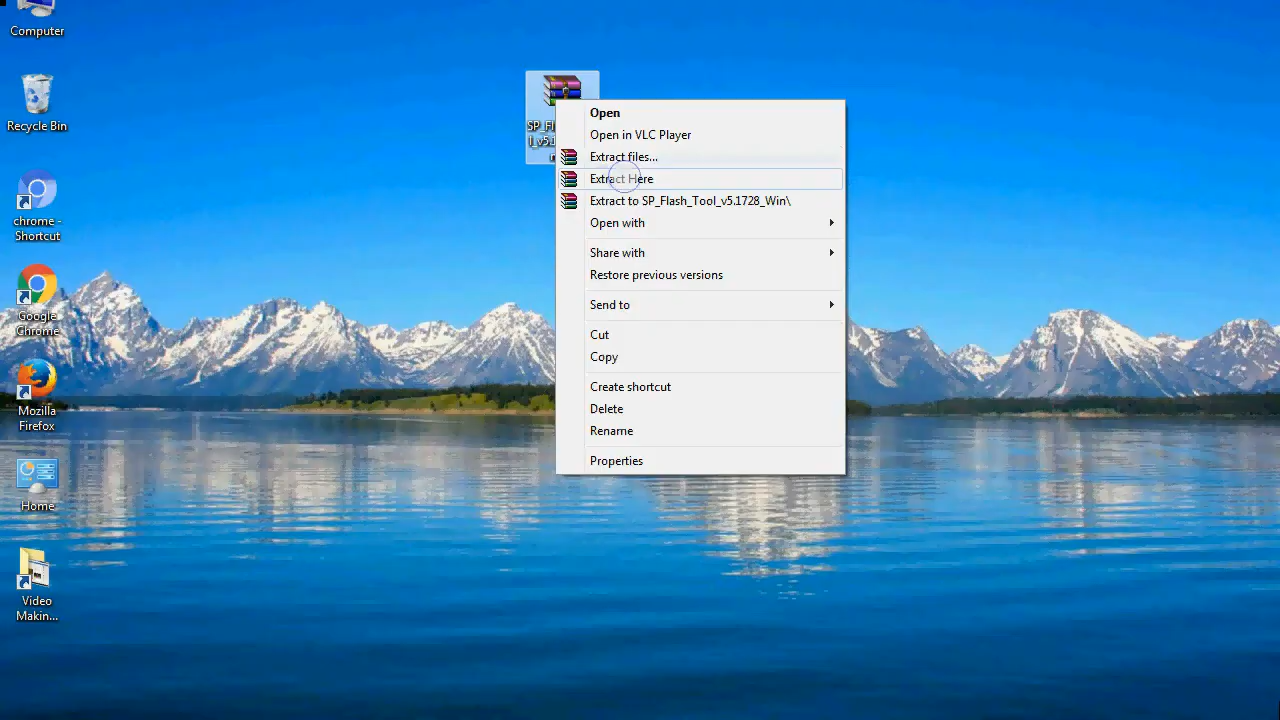 Computer
Recycle Bin
chrome -
Shortcut
Google
Chrome
Mozilla
Firefox
Home
Video
Makin...
SP_Fl
l_v5.1
Open
Open in VLC Player
Extract files...
Extract Here
Extract to SP_Flash_Tool_v5.1728_Win\
Open with
Share with
Restore previous versions
Send to
Cut
Copy
Create shortcut
Delete
Rename
Properties